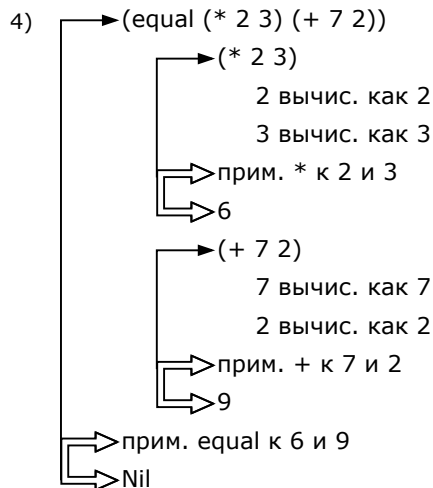 4) (equal (* 2 3) (+ 7 2))
(* 2 3)
2 вычис. как 2
3 вычис. как 3
прим. * к 2 и 3
6
(+ 7 2)
7 вычис. как 7
2 вычис. как 2
прим. + к 7 и 2
9
прим. equal к 6 и 9
Nil